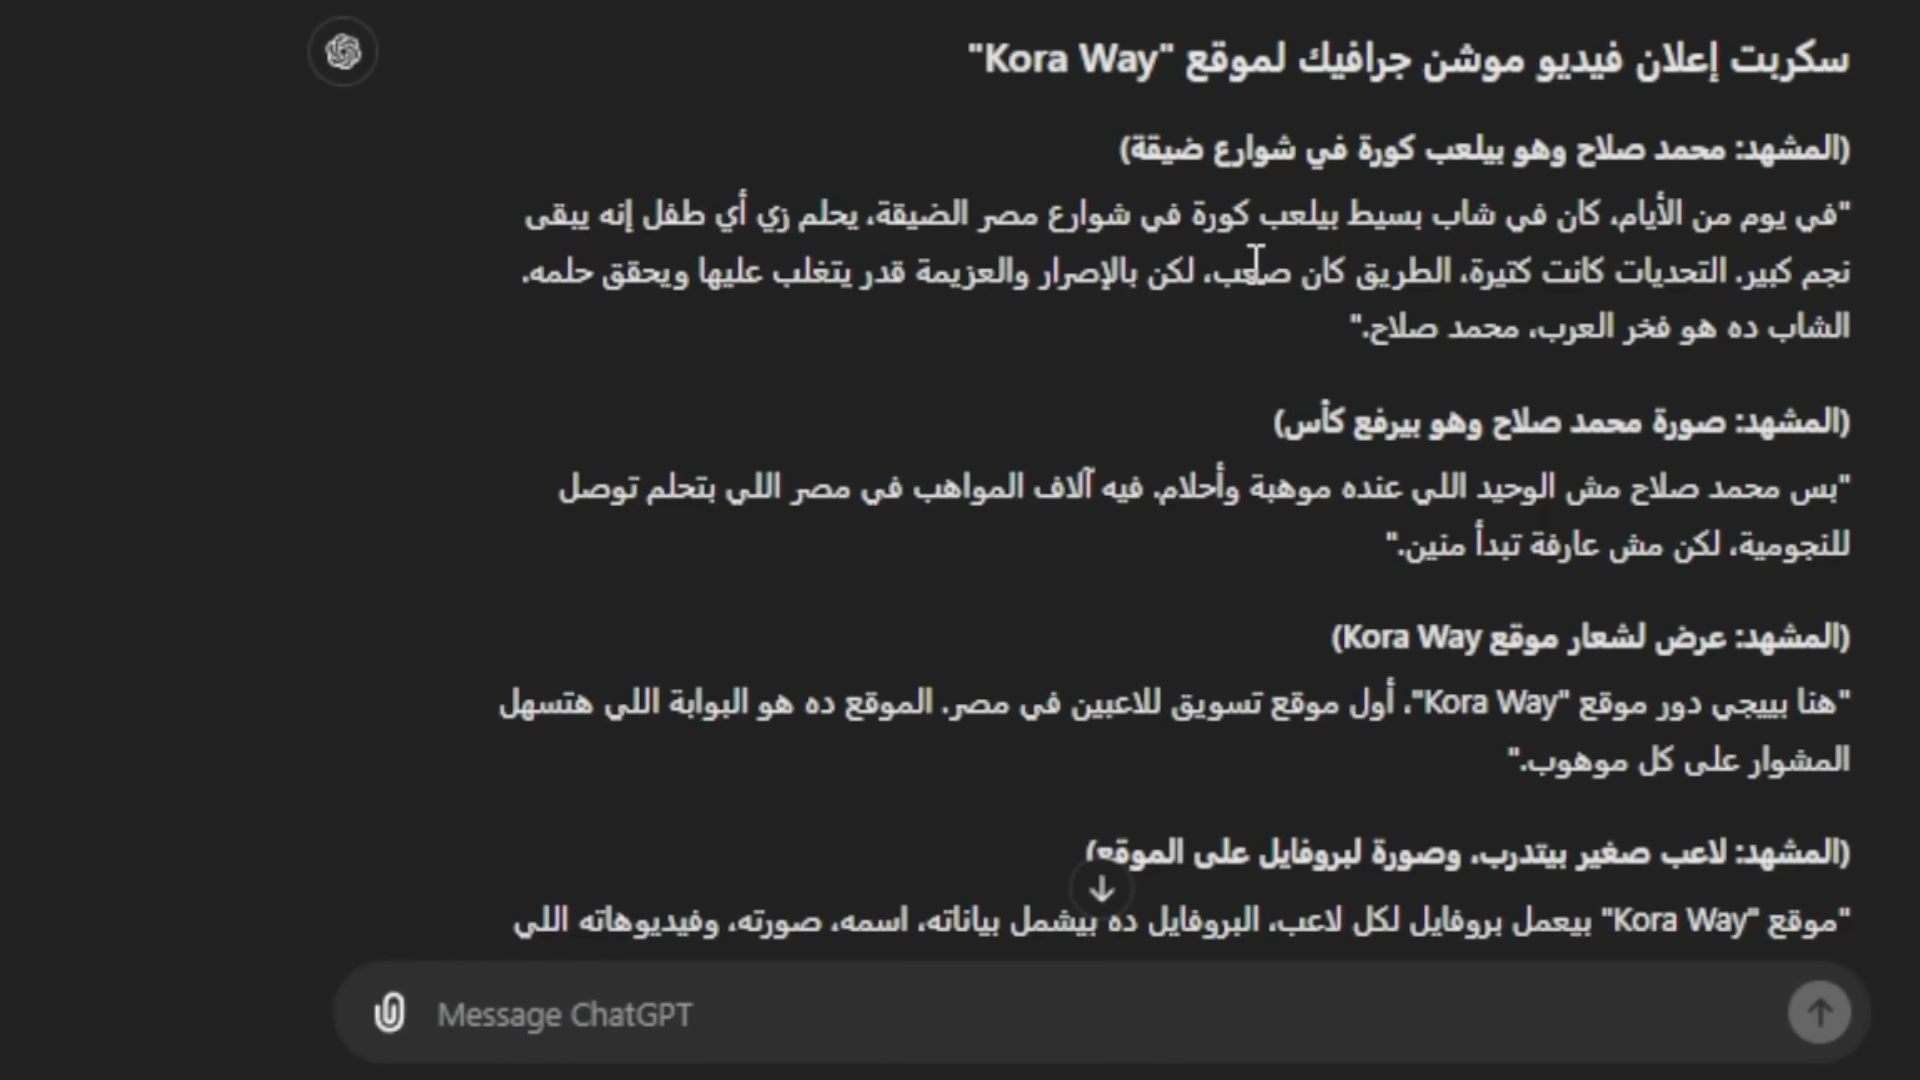 سكربت إعلان فيديو موشن جرافيك لموقع "Kora Way"
(المشهد: محمد صلاح وهو بيلعب كورة في شوارع ضيقة)
"في يوم من الأيام، كان في شاب بسيط بيلعب كورة في شوارع مصر الضيقة، يحلم زي أي طفل إنه يبقى
نجم كبير. التحديات كانت كتيرة، الطريق كان صعب، لكن بالإصرار والعزيمة قدر يتغلب عليها ويحقق حلمه.
الشاب ده هو فخر العرب، محمد صلاح."
(المشهد: صورة محمد صلاح وهو بيرفع كأس)
"بس محمد صلاح مش الوحيد اللي عنده موهبة وأحلام. فيه آلاف المواهب في مصر اللي بتحلم توصل
للنجومية، لكن مش عارفة تبدأ منين."
(المشهد: عرض لشعار موقع Kora Way)
"هنا بييجي دور موقع "Kora Way"، أول موقع تسويق للاعبين في مصر. الموقع ده هو البوابة اللي هتسهل
المشوار على كل موهوب."
(المشهد: لاعب صغير بيتدرب، وصورة لبروفايل على الموقع)
"موقع "Kora Way" بيعمل بروفايل لكل لاعب، البروفايل ده بيشمل بياناته، اسمه، صورته، وفيديوهاته اللي
Message ChatGPT